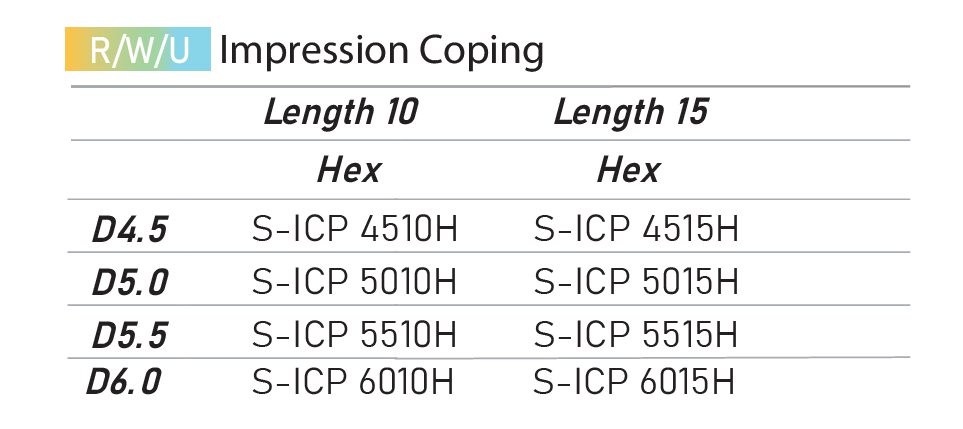 R/W/U Impression Coping
Length 10 Length 15
Hex Hex
D4.5 S-ICP 4510H S-ICP 4515H
D5.0 S-ICP 5010H S-ICP 5015H
D5.5 S-ICP 5510H S-ICP 5515H
D6.0 S-ICP 6010H S-ICP 6015H